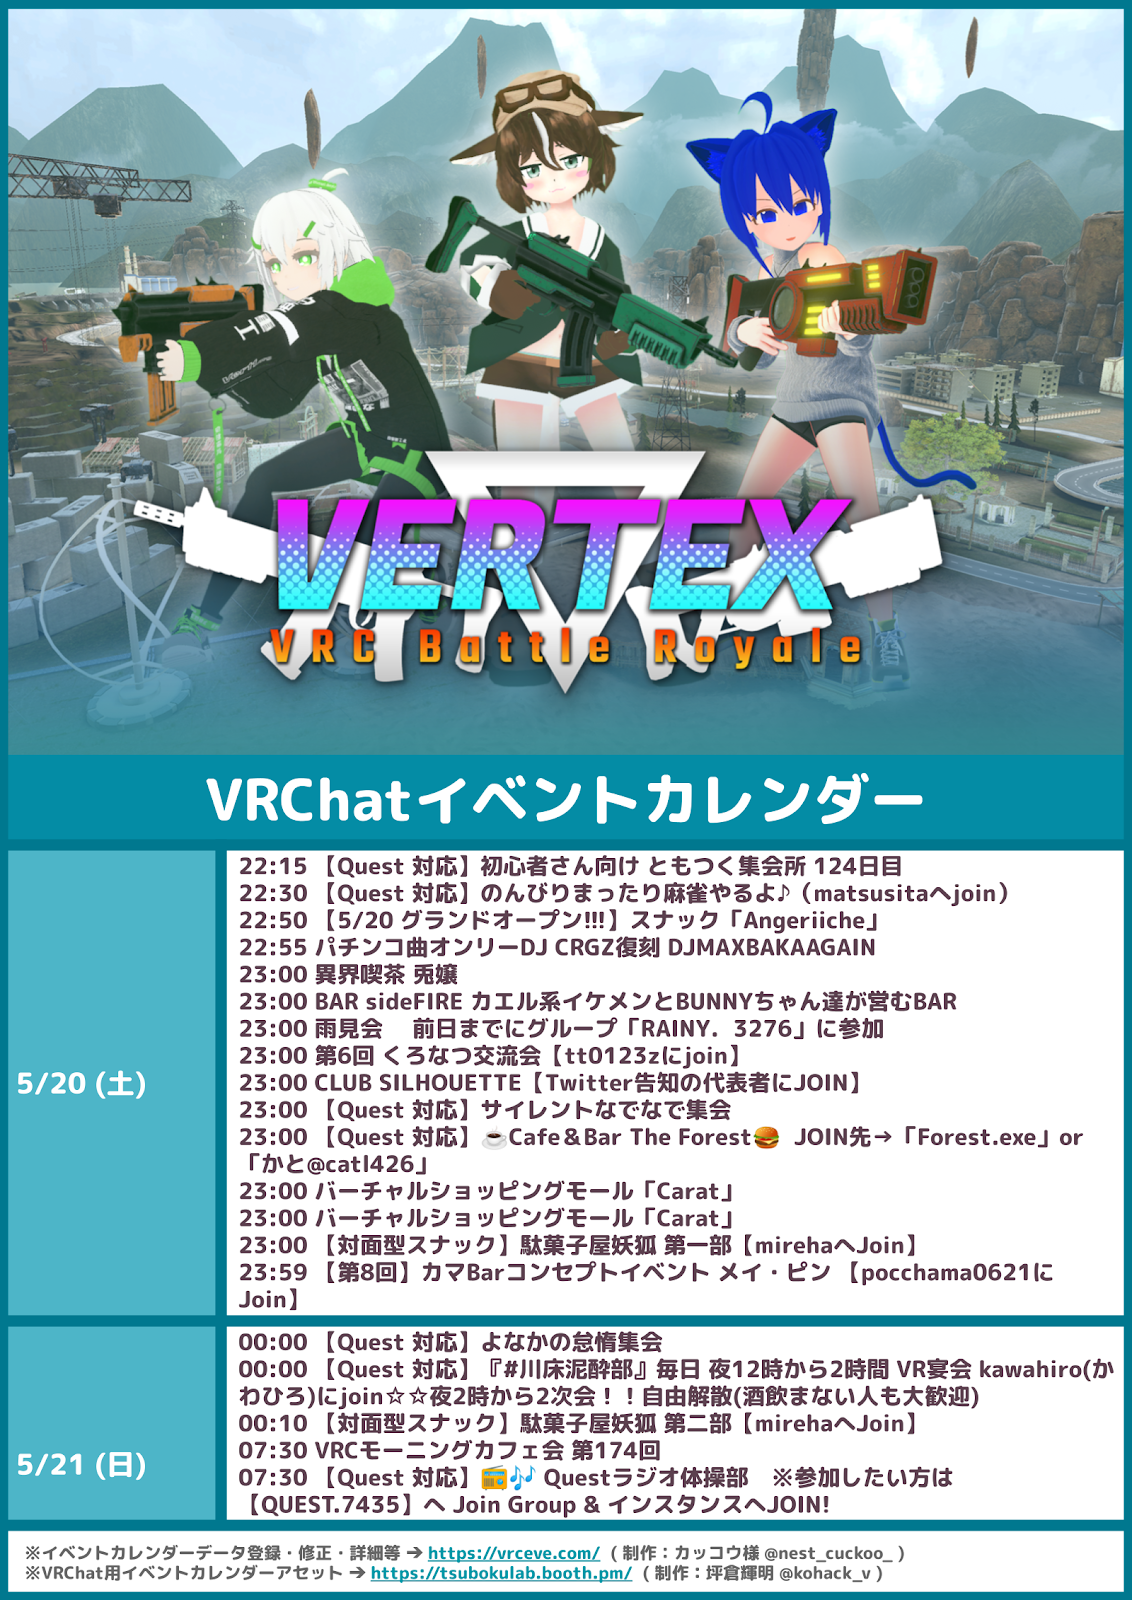 VERTEX
VRC Battle Royale
VRChatイベントカレンダー
5/20 (土)
22:15 【Quest 対応】初心者さん向け ともつく集会所 124日目
22:30 【Quest 対応】のんびりまったり麻雀やるよ♪（matsusitaへjoin）
22:50 【5/20 グランドオープン!!!】スナック「Angeriiche」
22:55 パチンコ曲オンリーDJ CRGZ復刻 DJMAXBAKAAGAIN
23:00 異界喫茶 兎嬢
23:00 BAR sideFIRE カエル系イケメンとBUNNYちゃん達が営むBAR
23:00 雨見会　前日までにグループ「RAINY．3276」に参加
23:00 第6回 くろなつ交流会【tt0123zにjoin】
23:00 CLUB SILHOUETTE【Twitter告知の代表者にJOIN】
23:00 【Quest 対応】サイレントなでなで集会
23:00 【Quest 対応】☕Cafe＆Bar The Forest🍔 JOIN先→「Forest.exe」or
「かと@catl426」
23:00 バーチャルショッピングモール「Carat」
23:00 バーチャルショッピングモール「Carat」
23:00 【対面型スナック】駄菓子屋妖狐 第一部【mirehaへJoin】
23:59 【第8回】カマBarコンセプトイベント メイ・ピン 【pocchama0621に
Join】
5/21 (日)
00:00 【Quest 対応】よなかの怠惰集会
00:00 【Quest 対応】『#川床泥酔部』毎日 夜12時から2時間 VR宴会 kawahiro(か
わひろ)にjoin☆☆夜2時から2次会！！自由解散(酒飲まない人も大歓迎)
00:10 【対面型スナック】駄菓子屋妖狐 第二部【mirehaへJoin】
07:30 VRCモーニングカフェ会 第174回
07:30 【Quest 対応】📻🎶 Questラジオ体操部　※参加したい方は
【QUEST.7435】へ Join Group & インスタンスへJOIN!
※イベントカレンダーデータ登録・修正・詳細等 → https://vrceve.com/ （制作：カッコウ様 @nest_cuckoo_）
※VRChat用イベントカレンダーアセット → https://tsubokulab.booth.pm/ （制作：坪倉輝明 @kohack_v）